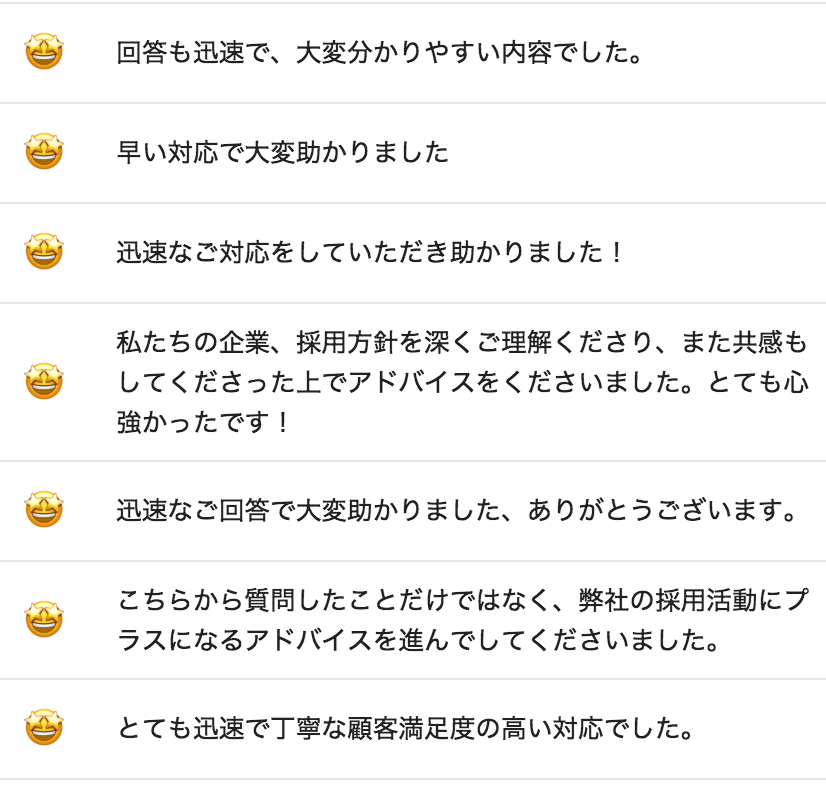 回答も迅速で、大変分かりやすい内容でした。
早い対応で大変助かりました
迅速なご対応をしていただき助かりました！
私たちの企業、採用方針を深くご理解くださり、また共感も
してくださった上でアドバイスをくださいました。とても心
強かったです！
迅速なご回答で大変助かりました、ありがとうございます。
こちらから質問したことだけではなく、弊社の採用活動にプ
ラスになるアドバイスを進んでしてくださいました。
とても迅速で丁寧な顧客満足度の高い対応でした。